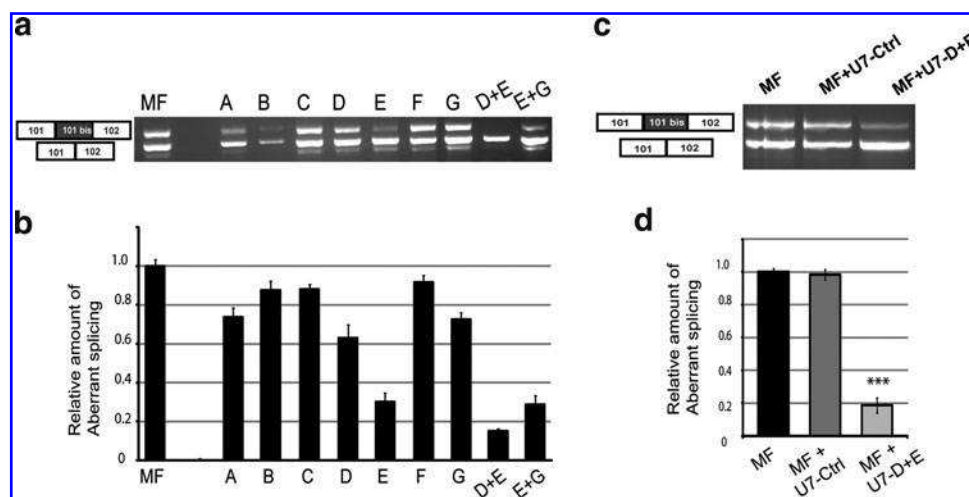 a
MF A B C D E F G D+E E+G
101 101 bis 102
101 102
b
Relative amount of
Aberrant splicing
1.0
0.8
0.6
0.4
0.2
0
MF A B C D E F G D+E E+G
c
MF MF+U7-Ctrl MF+U7-D+E
101 101 bis 102
101 102
d
Relative amount of
Aberrant splicing
1.0
0.8
0.6
0.4
0.2
0
***
MF MF + U7-Ctrl MF + U7-D+E